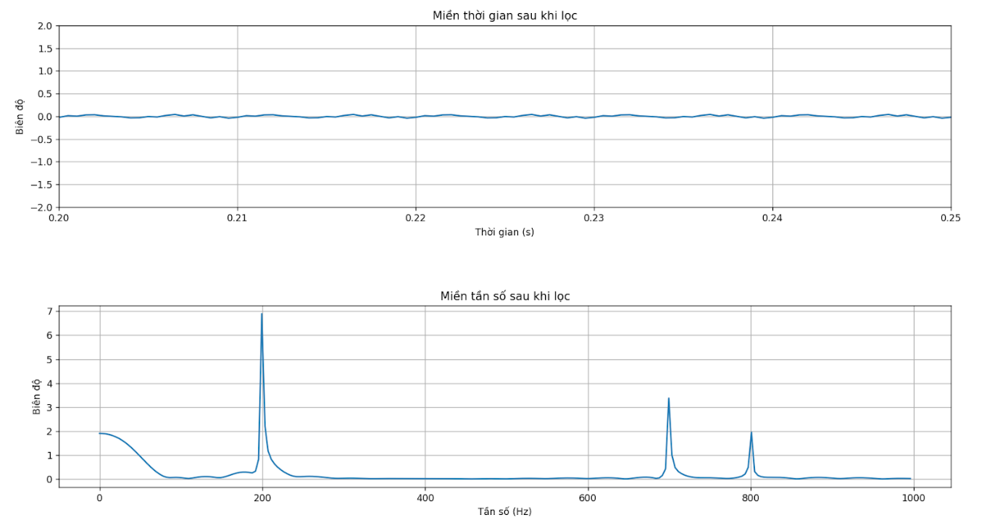 Miền thời gian sau khi lọc
2.0
1.5
1.0
0.5
0.0
−0.5
−1.0
−1.5
−2.0
Biên độ
0.20 0.21 0.22 0.23 0.24 0.25
Thời gian (s)
Miền tần số sau khi lọc
7
6
5
4
3
2
1
0
Biên độ
0 200 400 600 800 1000
Tần số (Hz)